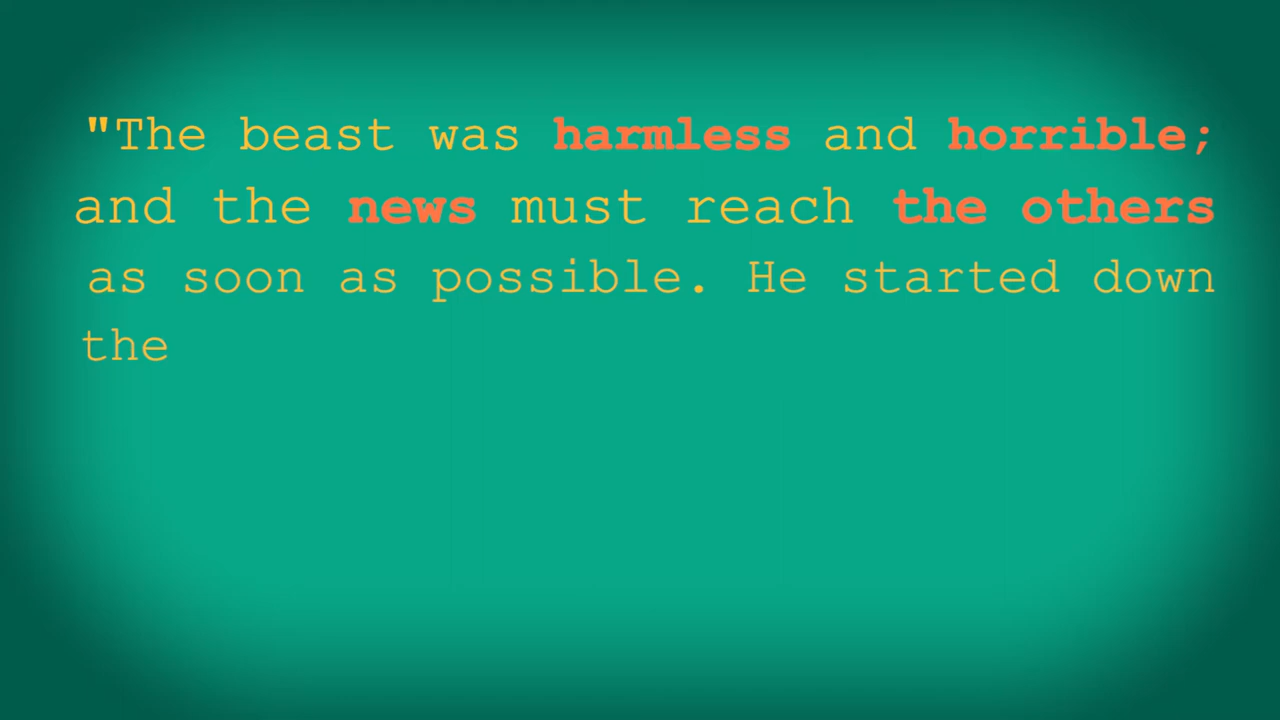 "The beast was harmless and horrible;
and the news must reach the others
as soon as possible. He started down
the